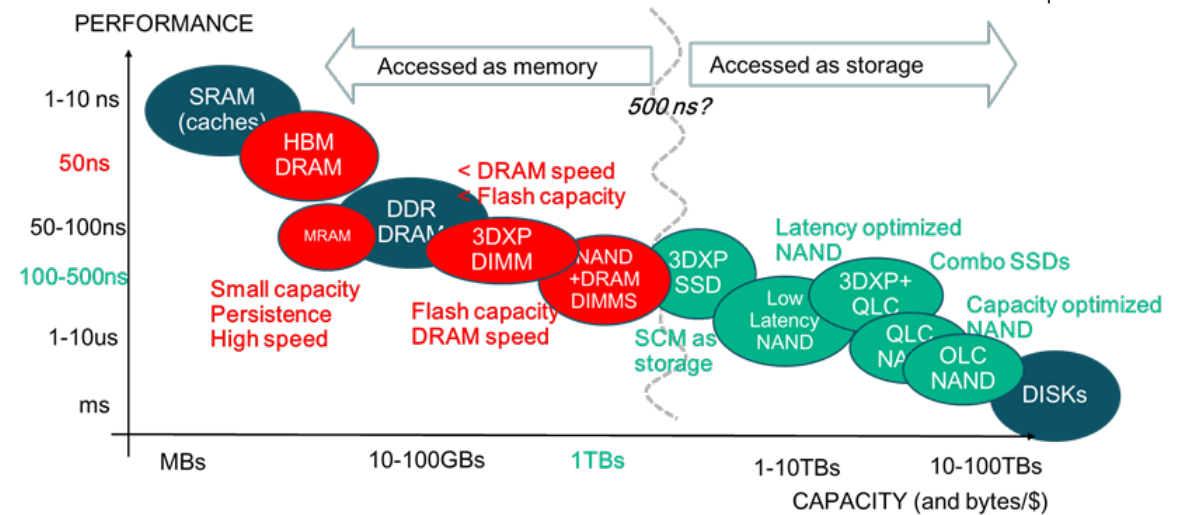 PERFORMANCE
Accessed as memory
Accessed as storage
500 ns?
1-10 ns
50ns
50-100ns
100-500ns
1-10us
ms
SRAM
(caches)
HBM
DRAM
< DRAM speed
< Flash capacity
MRAM
DDR
DRAM
3DXP
DIMM
NAND
+DRAM
DIMMS
Small capacity
Persistence
High speed
Flash capacity
DRAM speed
3DXP
SSD
SCM as
storage
Latency optimized
NAND
Low
Latency
NAND
3DXP+
QLC
Combo SSDs
Capacity optimized
NAND
QLC
NA
OLC
NAND
DISKs
MBs
10-100GBs
1TBs
1-10TBs
10-100TBs
CAPACITY (and bytes/$)